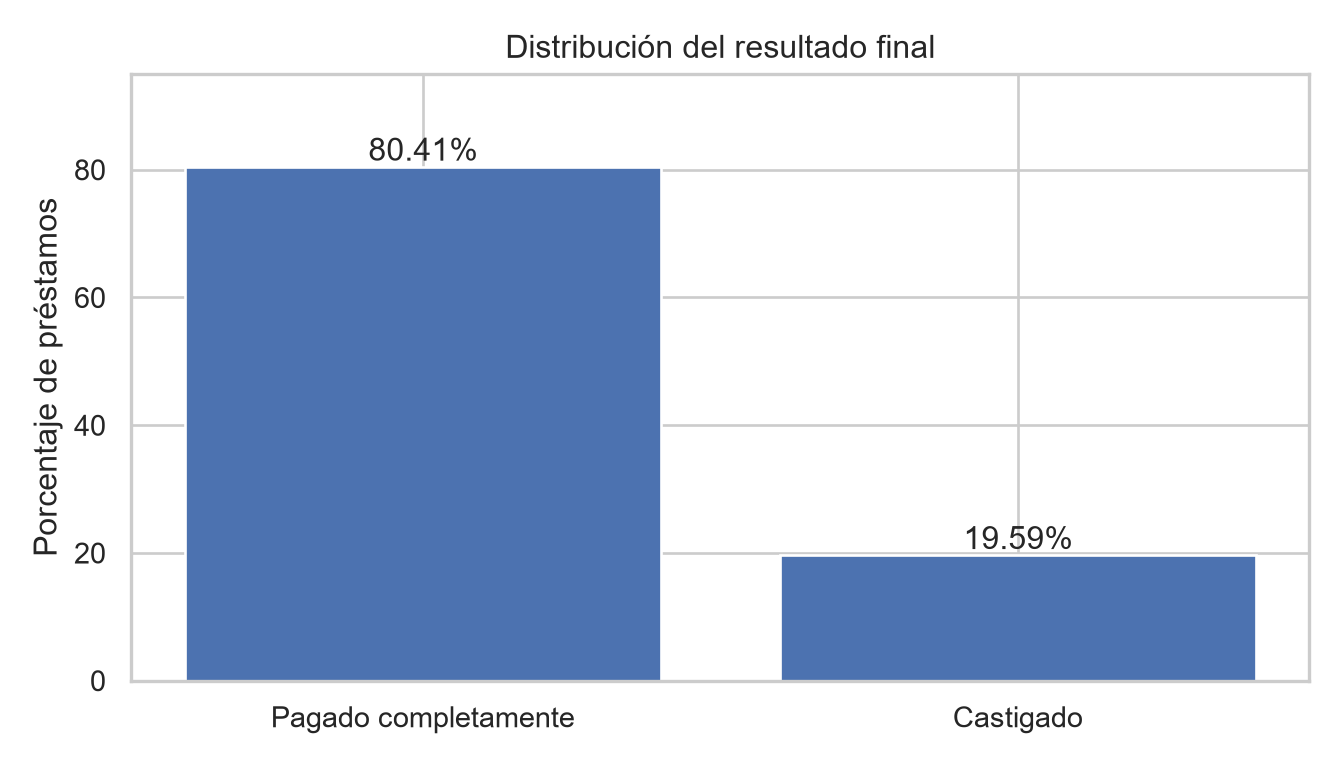 Distribución del resultado final
Porcentaje de préstamos
80
60
40
20
0
80.41%
19.59%
Pagado completamente
Castigado